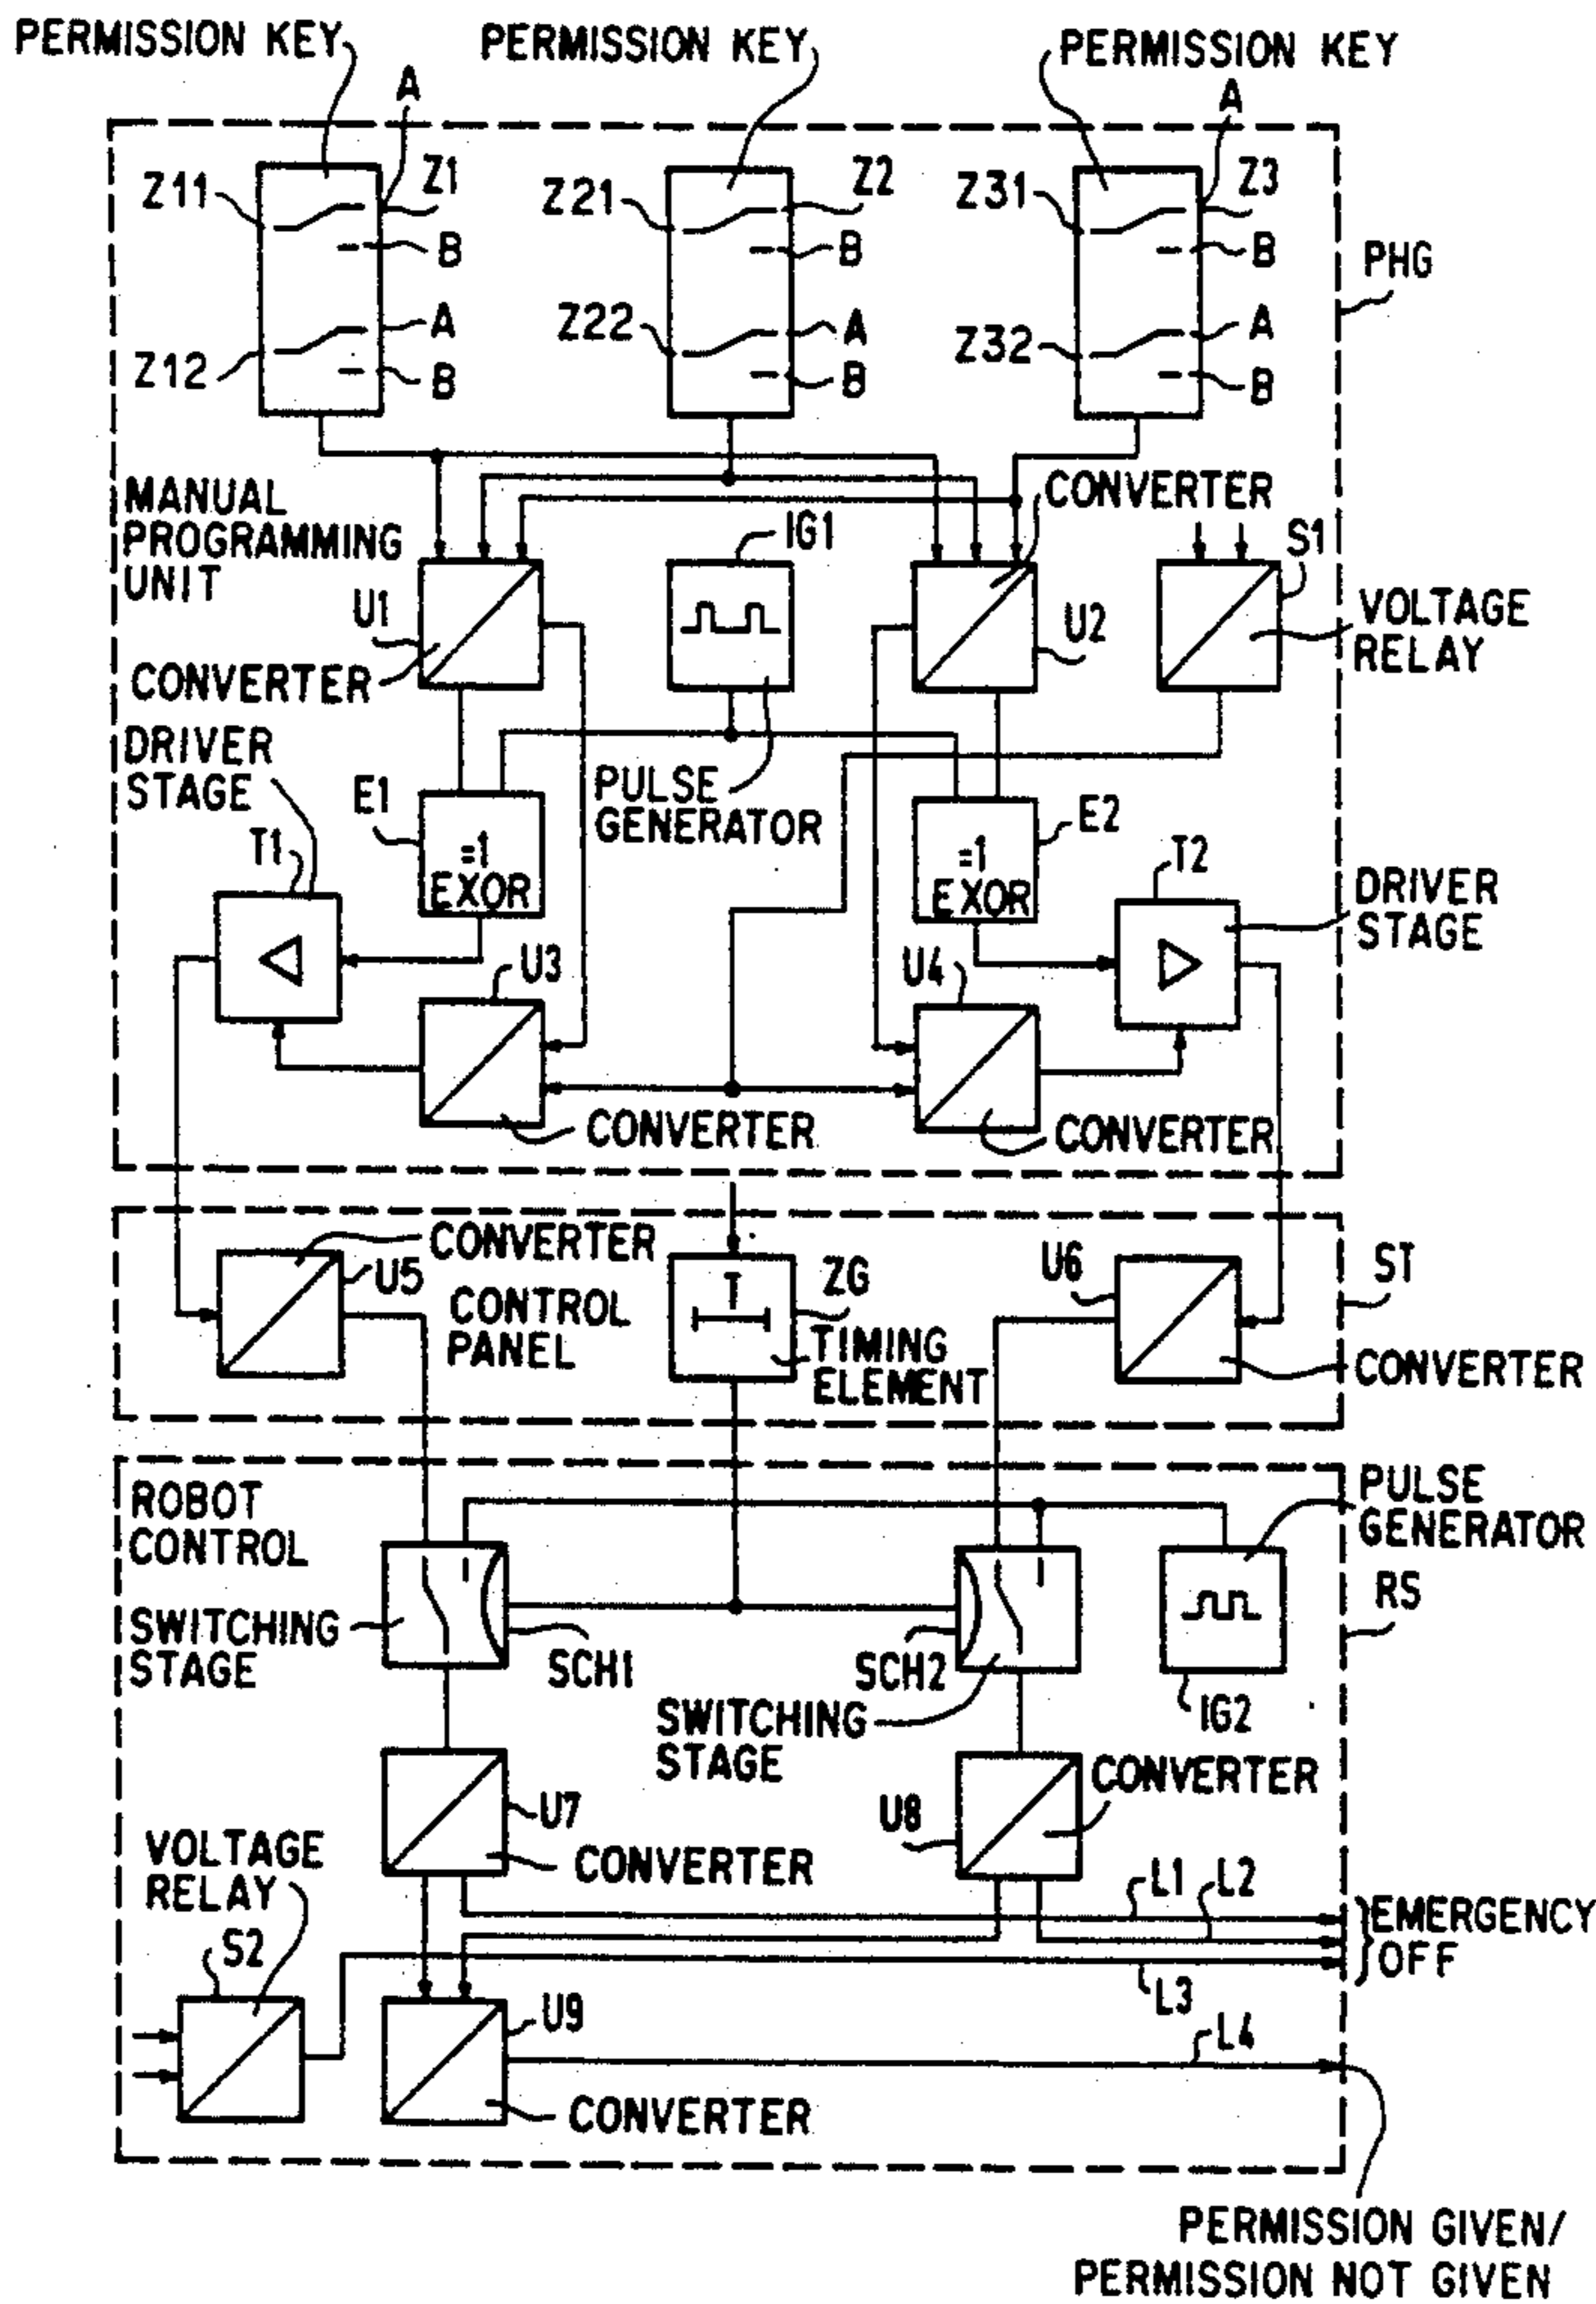 PERMISSION KEY
PERMISSION KEY
PERMISSION KEY
A
A
Z11
Z1
Z21
Z2
Z31
Z3
B
B
B
PHG
Z12
A
Z22
A
Z32
A
B
B
B
MANUAL
PROGRAMMING
UNIT
IG1
CONVERTER
S1
U1
U2
VOLTAGE
RELAY
CONVERTER
DRIVER
STAGE
E1
PULSE
GENERATOR
E2
T1
=1
EXOR
=1
EXOR
T2
DRIVER
STAGE
U3
U4
CONVERTER
CONVERTER
CONVERTER
U5
CONTROL
PANEL
T
ZG
TIMING
ELEMENT
U6
ST
CONVERTER
ROBOT
CONTROL
PULSE
GENERATOR
RS
SWITCHING
STAGE
SCH1
SCH2
IG2
SWITCHING
STAGE
CONVERTER
U7
U8
CONVERTER
VOLTAGE
RELAY
L1
L2
EMERGENCY
OFF
S2
L3
U9
L4
CONVERTER
PERMISSION GIVEN/
PERMISSION NOT GIVEN